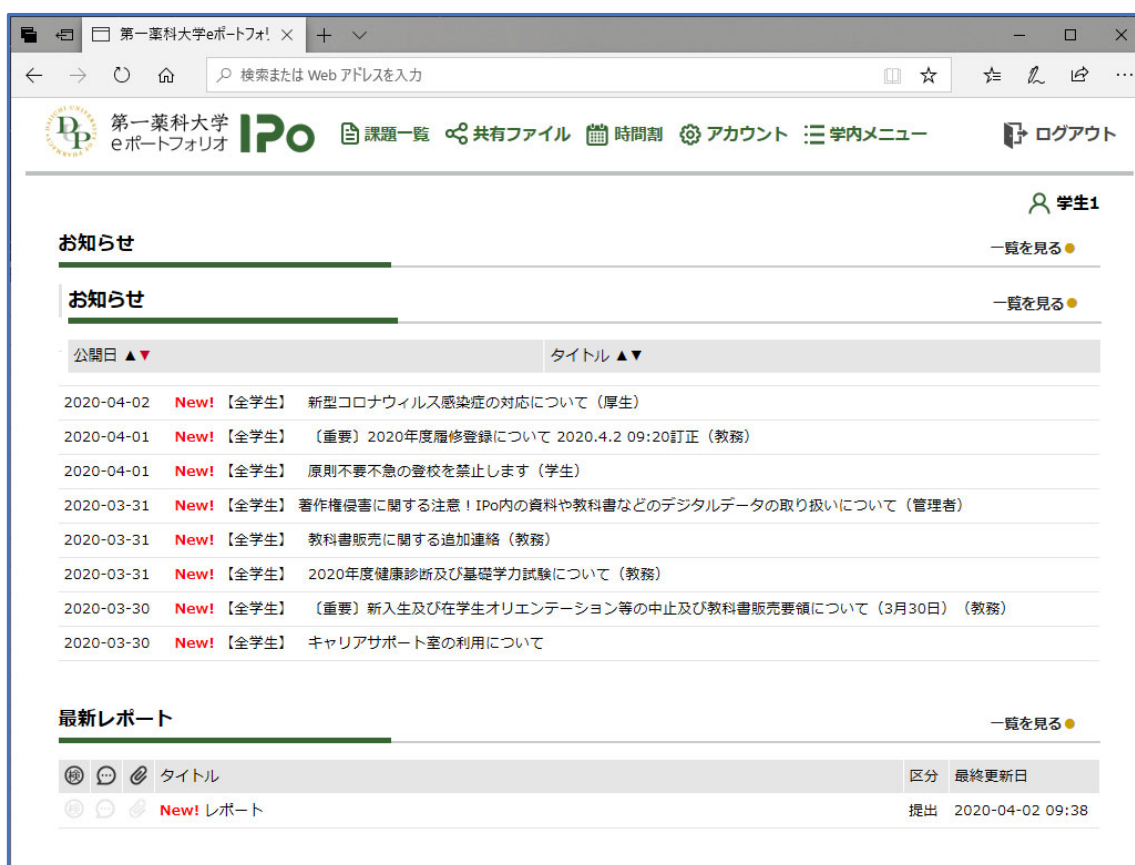 第一薬科大学eポートフォ!
検索または Web アドレスを入力
第一薬科大学
eポートフォリオ
IPo
課題一覧 共有ファイル 時間割 アカウント 学内メニュー ログアウト
学生1
お知らせ 一覧を見る
お知らせ 一覧を見る
公開日 ▲▼ タイトル ▲▼
2020-04-02 New! 【全学生】 新型コロナウィルス感染症の対応について（厚生）
2020-04-01 New! 【全学生】 〔重要〕2020年度履修登録について 2020.4.2 09:20訂正（教務）
2020-04-01 New! 【全学生】 原則不要不急の登校を禁止します（学生）
2020-03-31 New! 【全学生】 著作権侵害に関する注意！IPo内の資料や教科書などのデジタルデータの取り扱いについて（管理者）
2020-03-31 New! 【全学生】 教科書販売に関する追加連絡（教務）
2020-03-31 New! 【全学生】 2020年度健康診断及び基礎学力試験について（教務）
2020-03-30 New! 【全学生】 〔重要〕新入生及び在学生オリエンテーション等の中止及び教科書販売要領について（3月30日）（教務）
2020-03-30 New! 【全学生】 キャリアサポート室の利用について
最新レポート 一覧を見る
検 タイトル 区分 最終更新日
検 New! レポート 提出 2020-04-02 09:38